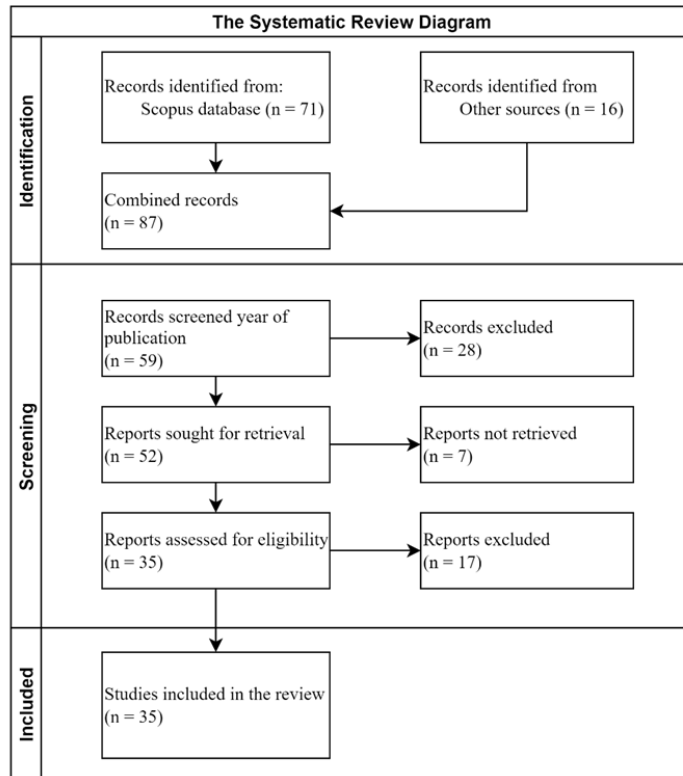 The Systematic Review Diagram
Identification
Records identified from:
Scopus database (n = 71)
Records identified from
Other sources (n = 16)
Combined records
(n = 87)
Screening
Records screened year of
publication
(n = 59)
Records excluded
(n = 28)
Reports sought for retrieval
(n = 52)
Reports not retrieved
(n = 7)
Reports assessed for eligibility
(n = 35)
Reports excluded
(n = 17)
Included
Studies included in the review
(n = 35)